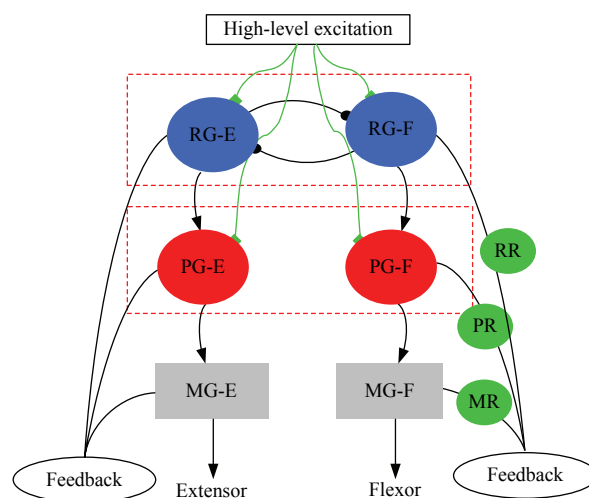 High-level excitation
RG-E
RG-F
RR
PG-E
PG-F
PR
MG-E
MG-F
MR
Feedback
Extensor
Flexor
Feedback